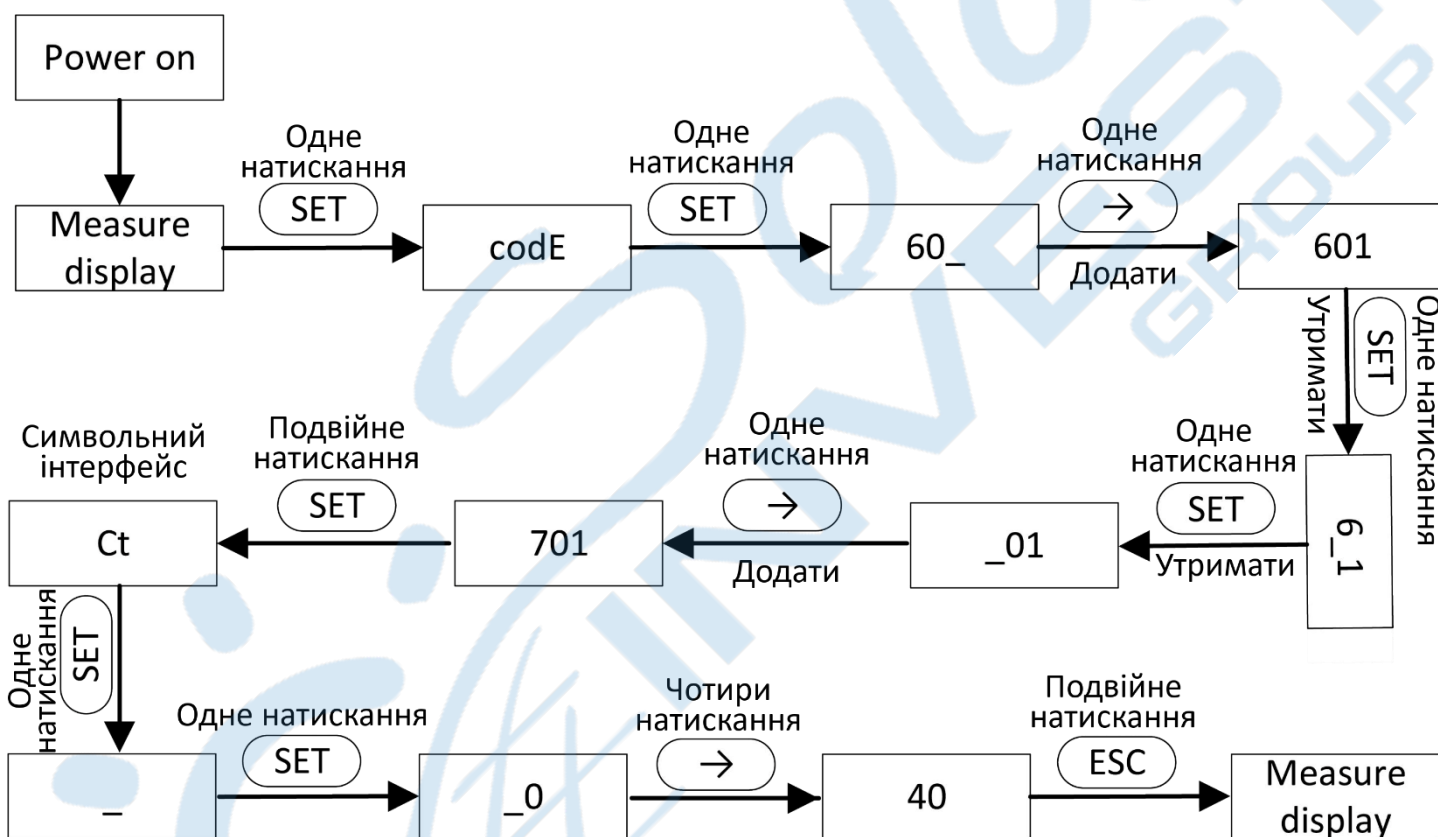 Power on
Одне
натискання
SET
Одне
натискання
SET
Одне
натискання
→
Measure
display
codE
60_
Додати
601
Утримати
SET
Одне натискання
Символьний
інтерфейс
Подвійне
натискання
SET
Одне
натискання
→
Одне
натискання
SET
Ct
701
Додати
_01
Утримати
6_1
Одне
натискання
SET
Одне натискання
SET
Чотири
натискання
→
Подвійне
натискання
ESC
_
_0
40
Measure
display
INVEST
GROUP